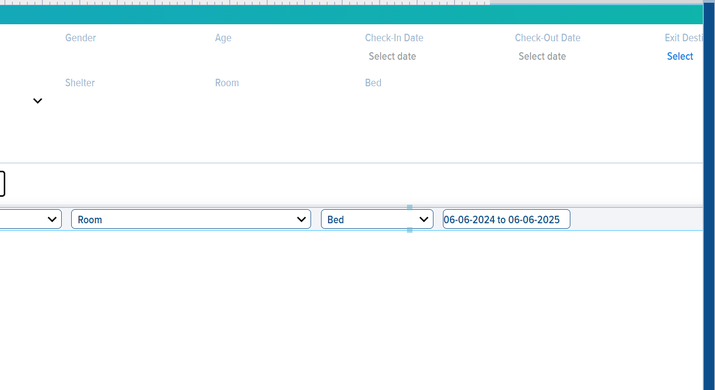 Gender Age Check-In Date Check-Out Date Exit Desti
Select date Select date Select
Shelter Room Bed
Room Bed 06-06-2024 to 06-06-2025